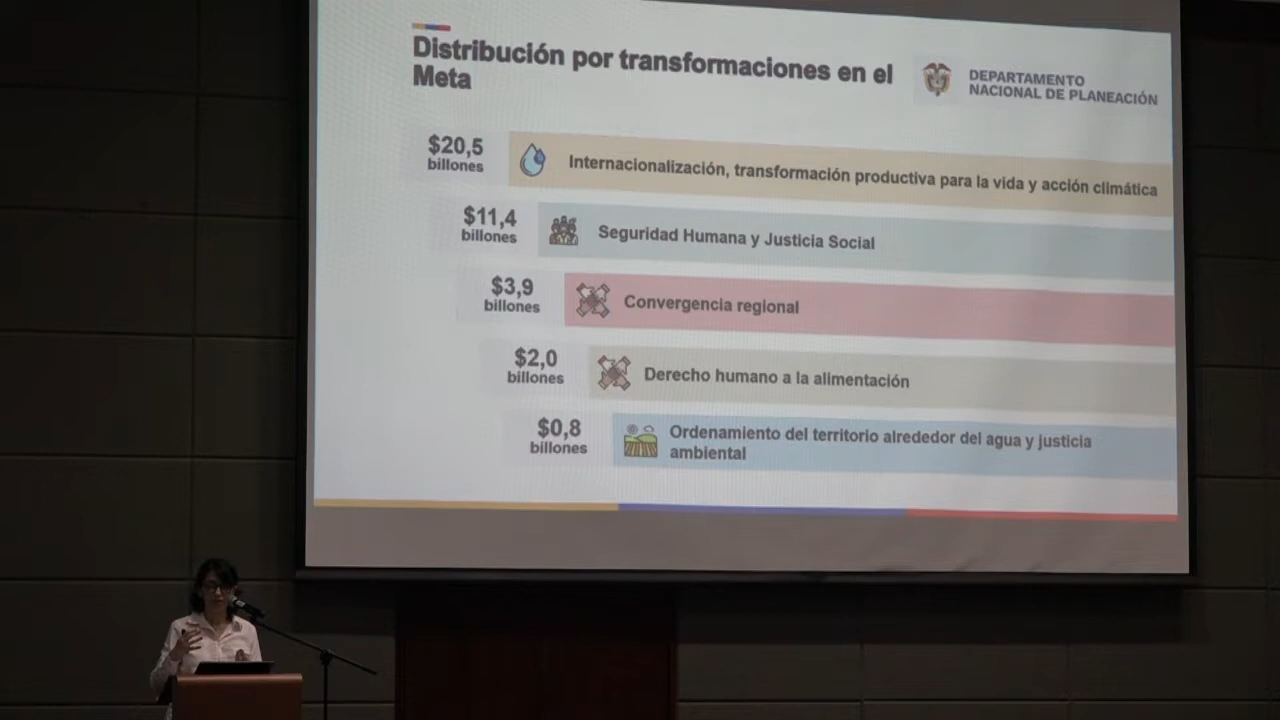 Distribución por transformaciones en el
Meta
DEPARTAMENTO
NACIONAL DE PLANEACIÓN
$20,5
billones
Internacionalización, transformación productiva para la vida y acción climática
$11,4
billones
Seguridad Humana y Justicia Social
$3,9
billones
Convergencia regional
$2,0
billones
Derecho humano a la alimentación
$0,8
billones
Ordenamiento del territorio alrededor del agua y justicia
ambiental